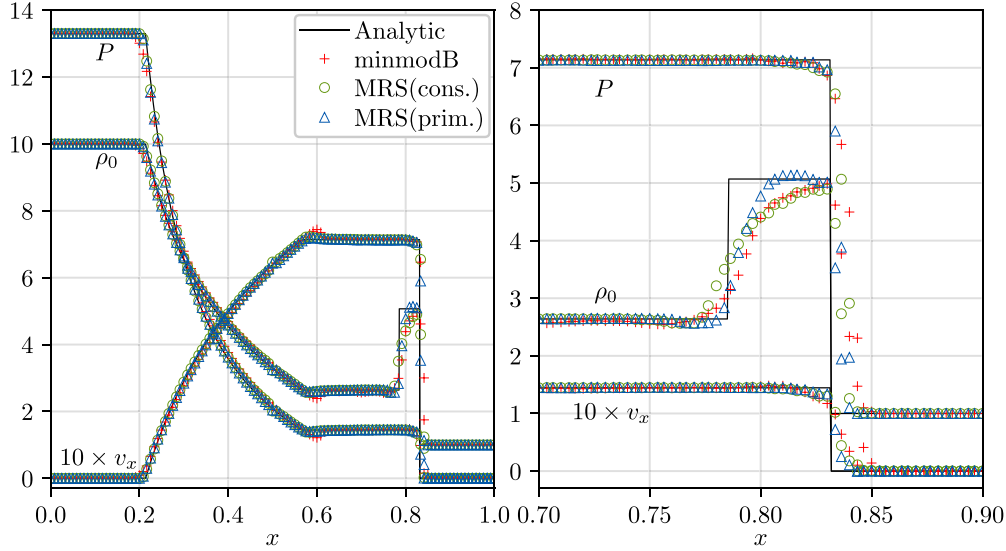 14
12
10
8
6
4
2
0
P
ρ₀
10 × vₓ
Analytic
minmodB
MRS(cons.)
MRS(prim.)
0.0 0.2 0.4 0.6 0.8 1.0
x
8
7
6
5
4
3
2
1
0
P
ρ₀
10 × vₓ
0.70 0.75 0.80 0.85 0.90
x